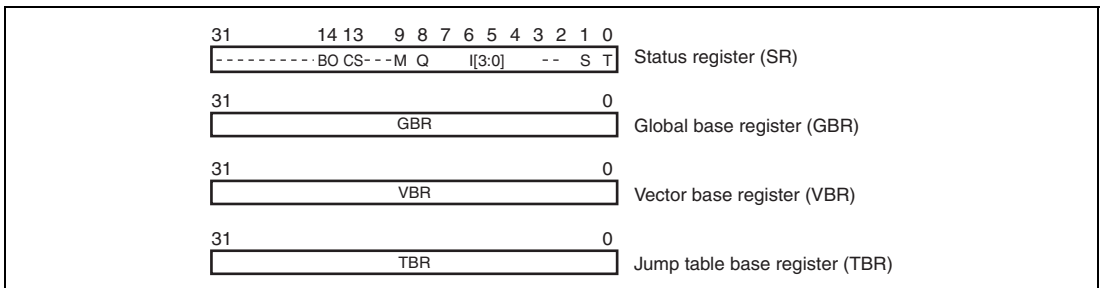 31 14 13 9 8 7 6 5 4 3 2 1 0
- - - - - - - - - - BO CS - - - M Q I[3:0] - - S T Status register (SR)
31 0
GBR Global base register (GBR)
31 0
VBR Vector base register (VBR)
31 0
TBR Jump table base register (TBR)